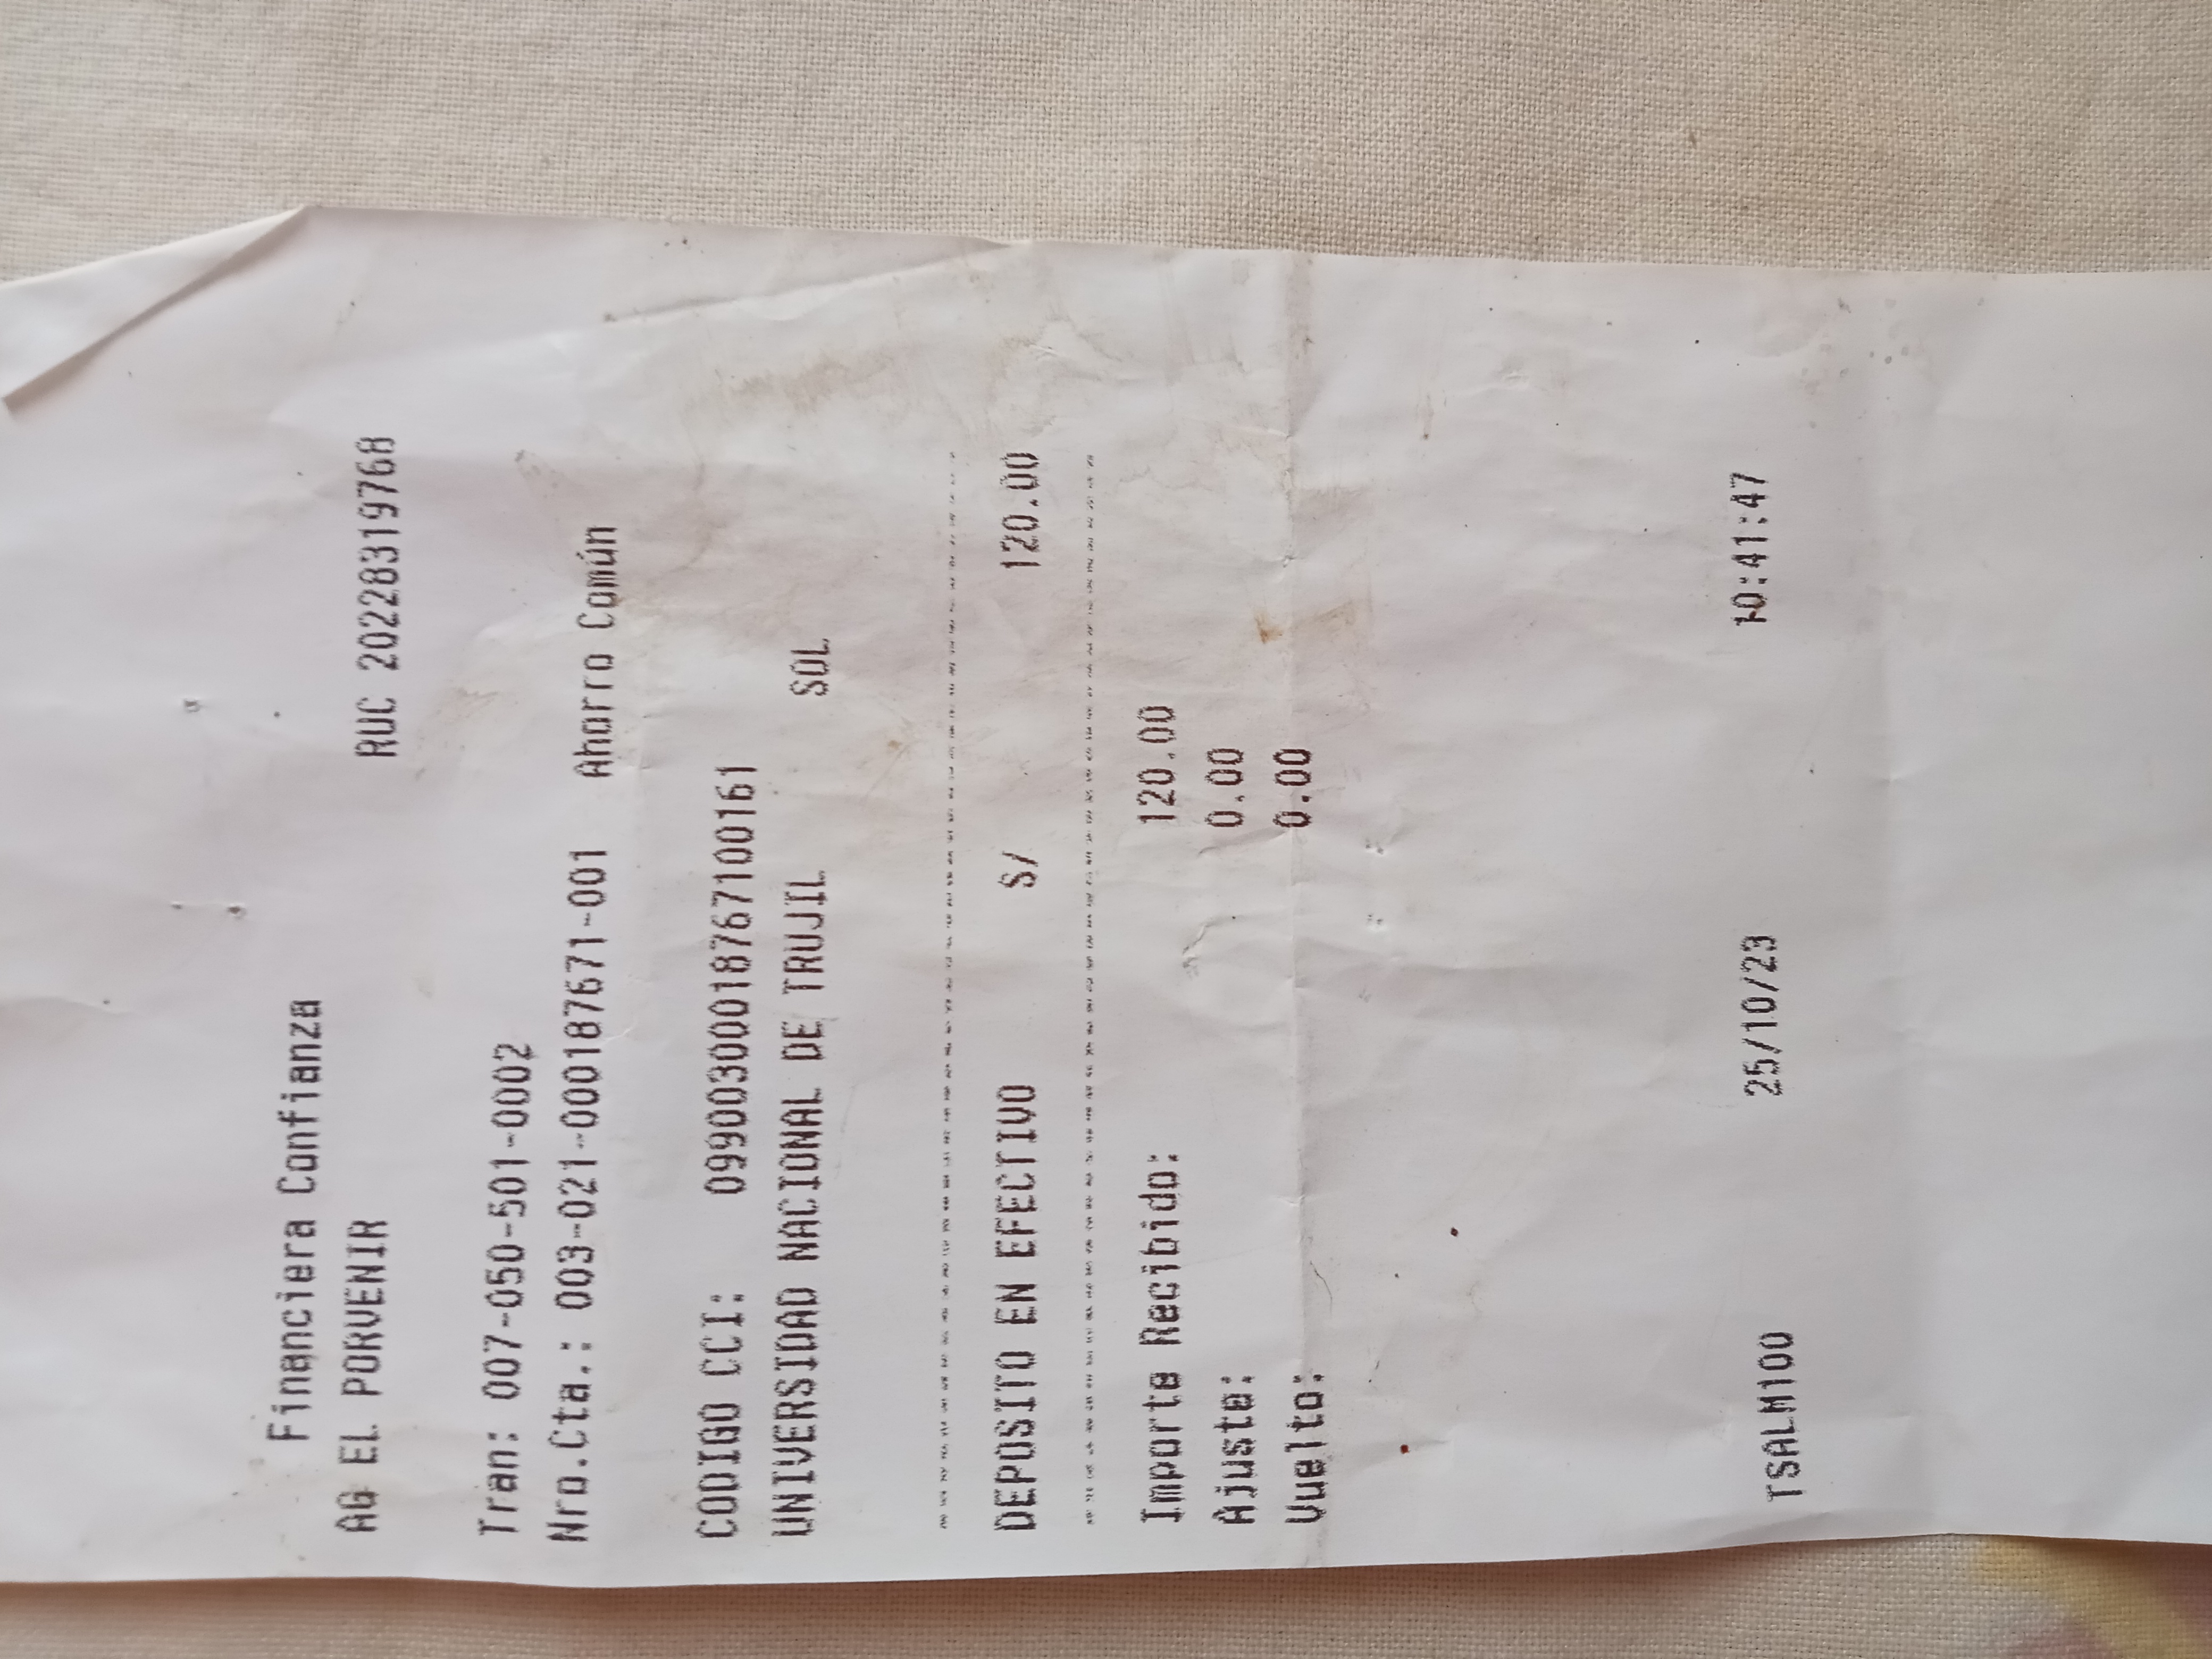 Financiera Confianza
AG EL PORVENIR RUC 20228319768
Tran: 007-050-501-0002
Nro.Cta.: 003-021-000187671-001 Ahorro Común
CODIGO CCI: 09900300018767100161
UNIVERSIDAD NACIONAL DE TRUJIL SOL
DEPOSITO EN EFECTIVO S/ 120.00
Importe Recibido: 120.00
Ajuste: 0.00
Vuelto: 0.00
TSALM100 25/10/23 10:41:47